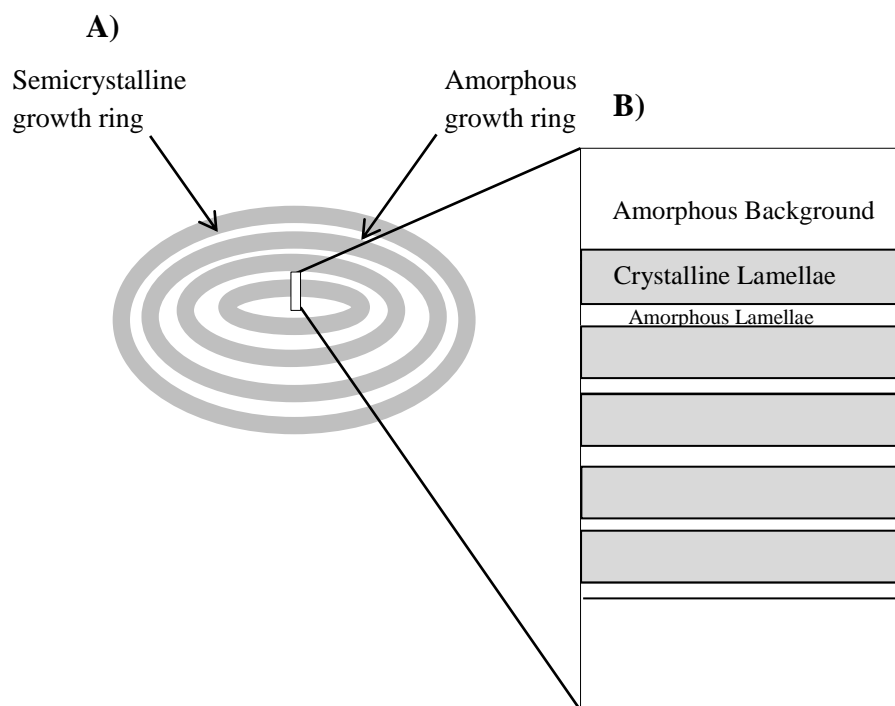 A)
Semicrystalline
growth ring
Amorphous
growth ring
B)
Amorphous Background
Crystalline Lamellae
Amorphous Lamellae